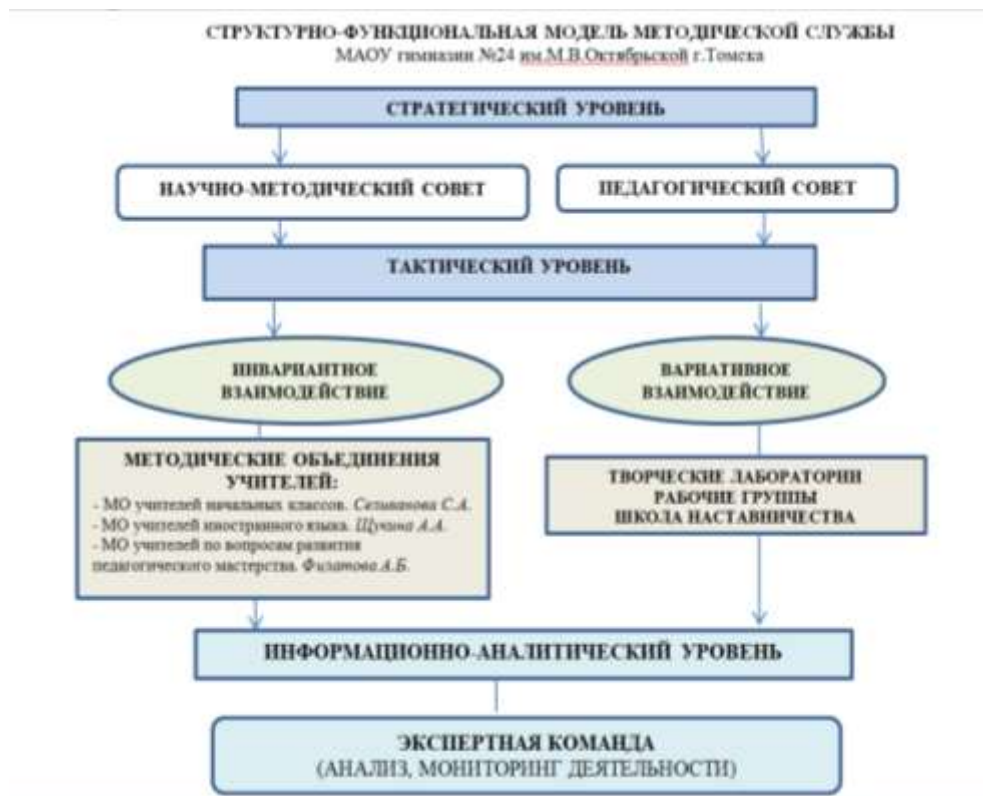 СТРУКТУРНО-ФУНКЦИОНАЛЬНАЯ МОДЕЛЬ МЕТОДИЧЕСКОЙ СЛУЖБЫ
МАОУ гимназии №24 им.М.В.Октябрьской г.Томска
СТРАТЕГИЧЕСКИЙ УРОВЕНЬ
НАУЧНО-МЕТОДИЧЕСКИЙ СОВЕТ
ПЕДАГОГИЧЕСКИЙ СОВЕТ
ТАКТИЧЕСКИЙ УРОВЕНЬ
ИНВАРИАНТНОЕ
ВЗАИМОДЕЙСТВИЕ
ВАРИАТИВНОЕ
ВЗАИМОДЕЙСТВИЕ
МЕТОДИЧЕСКИЕ ОБЪЕДИНЕНИЯ
УЧИТЕЛЕЙ:
- МО учителей начальных классов. Селиванова С.А.
- МО учителей иностранного языка. Щукина А.А.
- МО учителей по вопросам развития
педагогического мастерства. А.Б.
ТВОРЧЕСКИЕ ЛАБОРАТОРИИ
РАБОЧИЕ ГРУППЫ
ШКОЛА НАСТАВНИЧЕСТВА
ИНФОРМАЦИОННО-АНАЛИТИЧЕСКИЙ УРОВЕНЬ
ЭКСПЕРТНАЯ КОМАНДА
(АНАЛИЗ, МОНИТОРИНГ ДЕЯТЕЛЬНОСТИ)